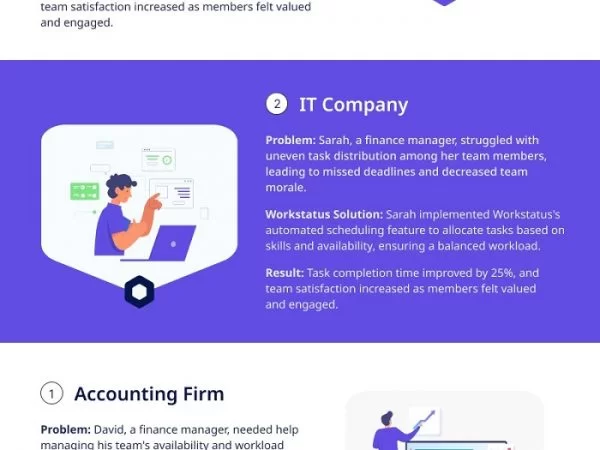 team satisfaction increased as members felt valued
and engaged.
2 IT Company
Problem: Sarah, a finance manager, struggled with
uneven task distribution among her team members,
leading to missed deadlines and decreased team
morale.
Workstatus Solution: Sarah implemented Workstatus's
automated scheduling feature to allocate tasks based on
skills and availability, ensuring a balanced workload.
Result: Task completion time improved by 25%, and
team satisfaction increased as members felt valued
and engaged.
1 Accounting Firm
Problem: David, a finance manager, needed help
managing his team's availability and workload